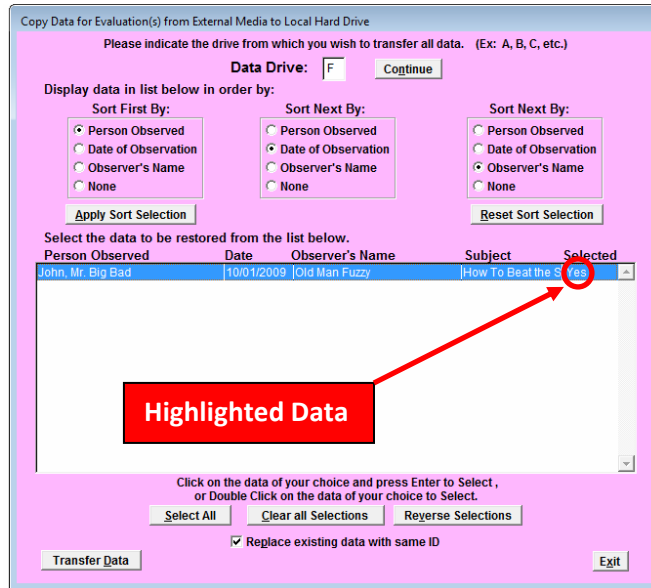 Copy Data for Evaluation(s) from External Media to Local Hard Drive
Please indicate the drive from which you wish to transfer all data. (Ex: A, B, C, etc.)
Data Drive: F Continue
Display data in list below in order by:
Sort First By: Sort Next By: Sort Next By:
Person Observed Person Observed Person Observed
Date of Observation Date of Observation Date of Observation
Observer's Name Observer's Name Observer's Name
None None None
Apply Sort Selection Reset Sort Selection
Select the data to be restored from the list below.
Person Observed Date Observer's Name Subject Selected
John, Mr. Big Bad 10/01/2009 Old Man Fuzzy How To Beat the S Yes
Highlighted Data
Click on the data of your choice and press Enter to Select ,
or Double Click on the data of your choice to Select.
Select All Clear all Selections Reverse Selections
Replace existing data with same ID
Transfer Data Exit